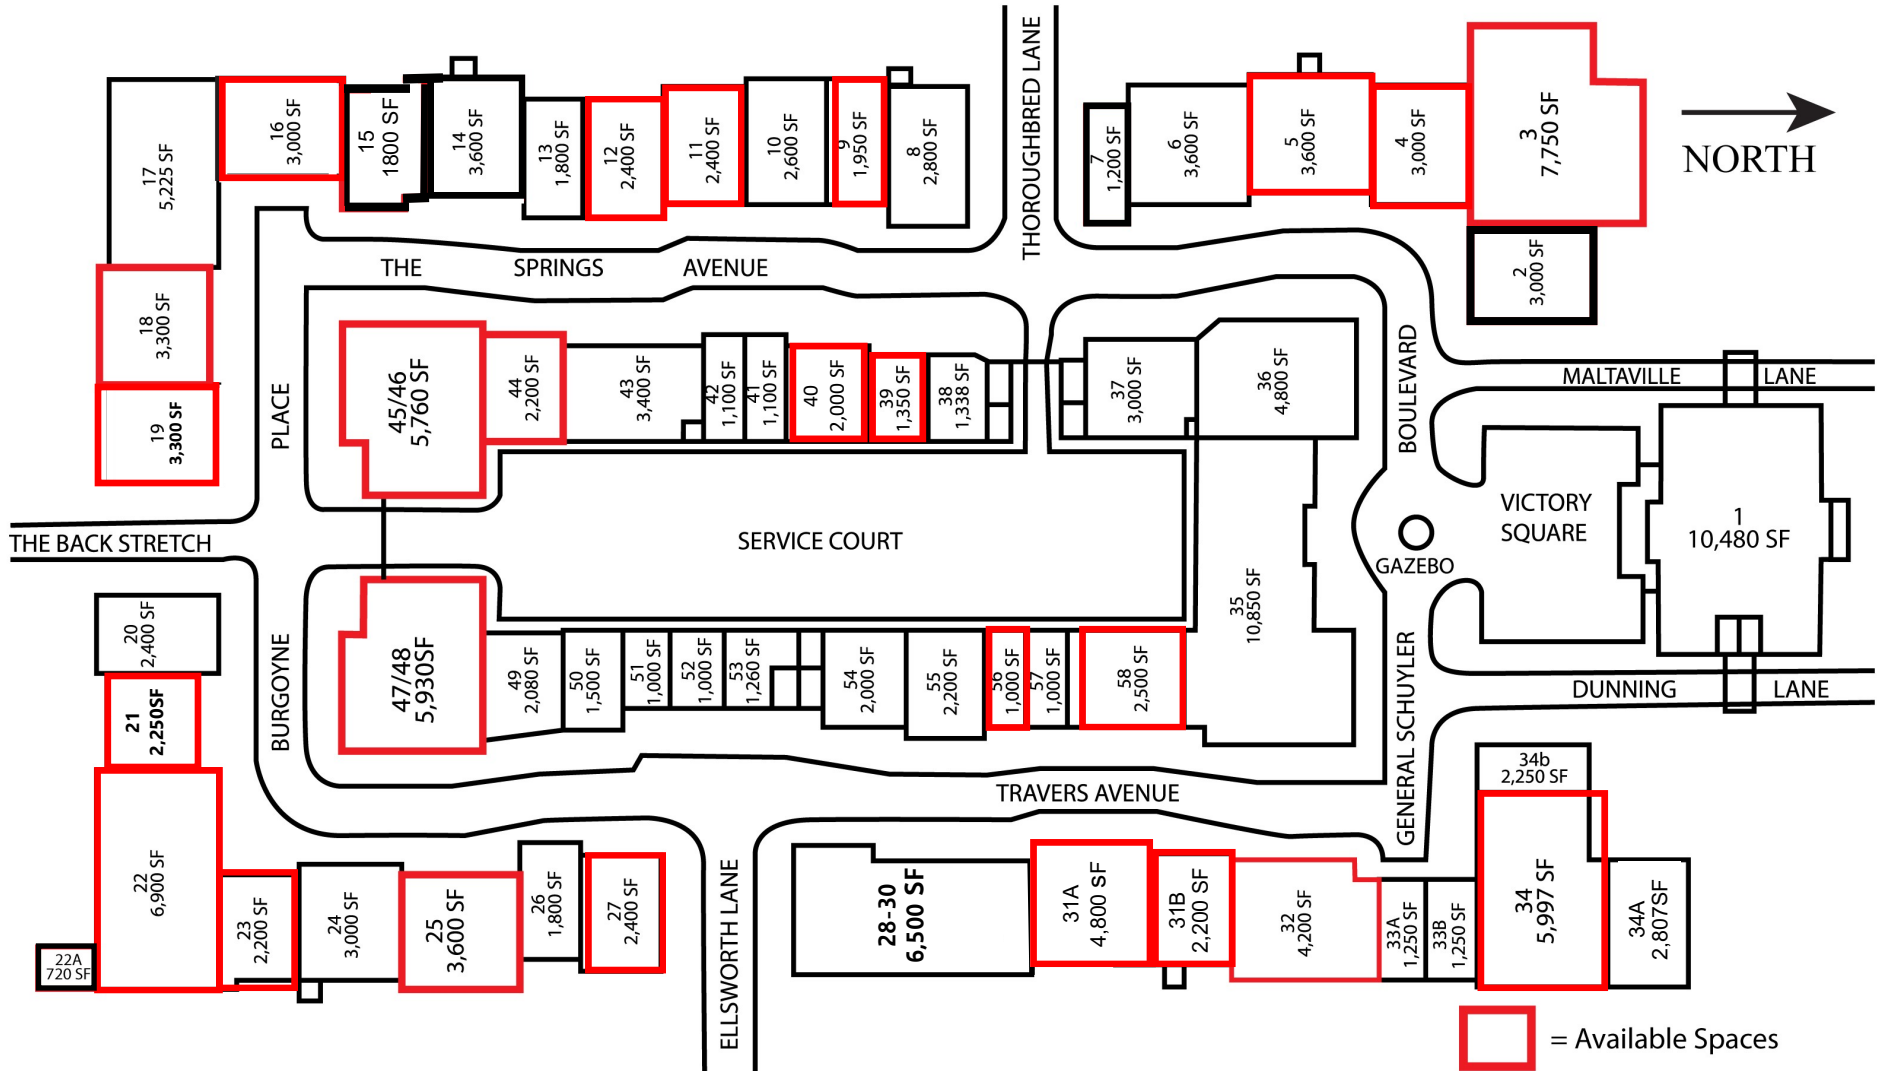 17
5,225 SF
16
3,000 SF
15
1800 SF
14
3,600 SF
13
1,800 SF
12
2,400 SF
11
2,400 SF
10
2,600 SF
9
1,950 SF
8
2,800 SF
THOROUGHBRED LANE
7
1,200 SF
6
3,600 SF
5
3,600 SF
4
3,000 SF
3
7,750 SF
NORTH
2
3,000 SF
THE SPRINGS AVENUE
18
3,300 SF
19
3,300 SF
PLACE
45/46
5,760 SF
44
2,200 SF
43
3,400 SF
42
1,100 SF
41
1,100 SF
40
2,000 SF
39
1,350 SF
38
1,338 SF
37
3,000 SF
36
4,800 SF
BOULEVARD
MALTAVILLE LANE
THE BACK STRETCH
SERVICE COURT
GAZEBO
VICTORY
SQUARE
1
10,480 SF
20
2,400 SF
21
2,250SF
BURGOYNE
47/48
5,930SF
49
2,080 SF
50
1,500 SF
51
1,000 SF
52
1,000 SF
53
1,260 SF
54
2,000 SF
55
2,200 SF
56
1,000 SF
57
1,000 SF
58
2,500 SF
35
10,850 SF
GENERAL SCHUYLER
DUNNING LANE
TRAVERS AVENUE
22
6,900 SF
22A
720 SF
23
2,200 SF
24
3,000 SF
25
3,600 SF
26
1,800 SF
27
2,400 SF
ELLSWORTH LANE
28-30
6,500 SF
31A
4,800 SF
31B
2,200 SF
32
4,200 SF
33A
1,250 SF
33B
1,250 SF
34b
2,250 SF
34
5,997 SF
34A
2,807SF
= Available Spaces